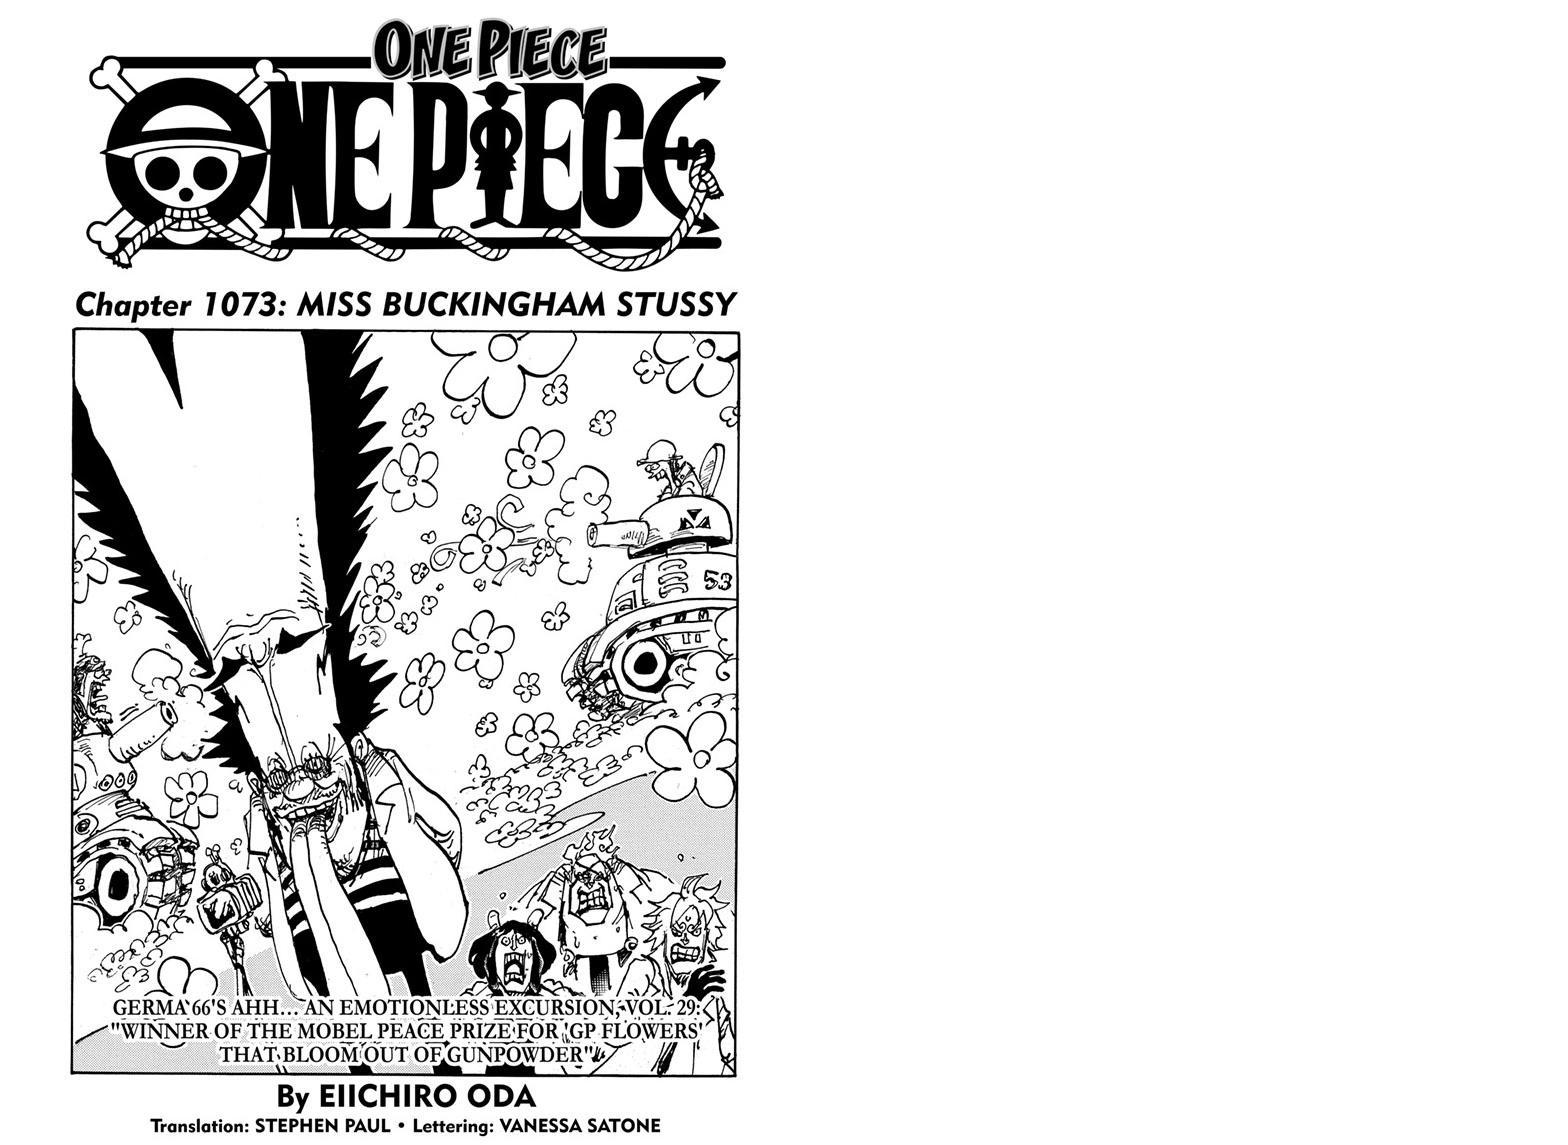 ONE PIECE
ONE PIECE
Chapter 1073: MISS BUCKINGHAM STUSSY
53
GERMA 66'S AHH... AN EMOTIONLESS EXCURSION, VOL. 29:
"WINNER OF THE MOBEL PEACE PRIZE FOR 'GP FLOWERS'
THAT BLOOM OUT OF GUNPOWDER"
By EIICHIRO ODA
Translation: STEPHEN PAUL • Lettering: VANESSA SATONE